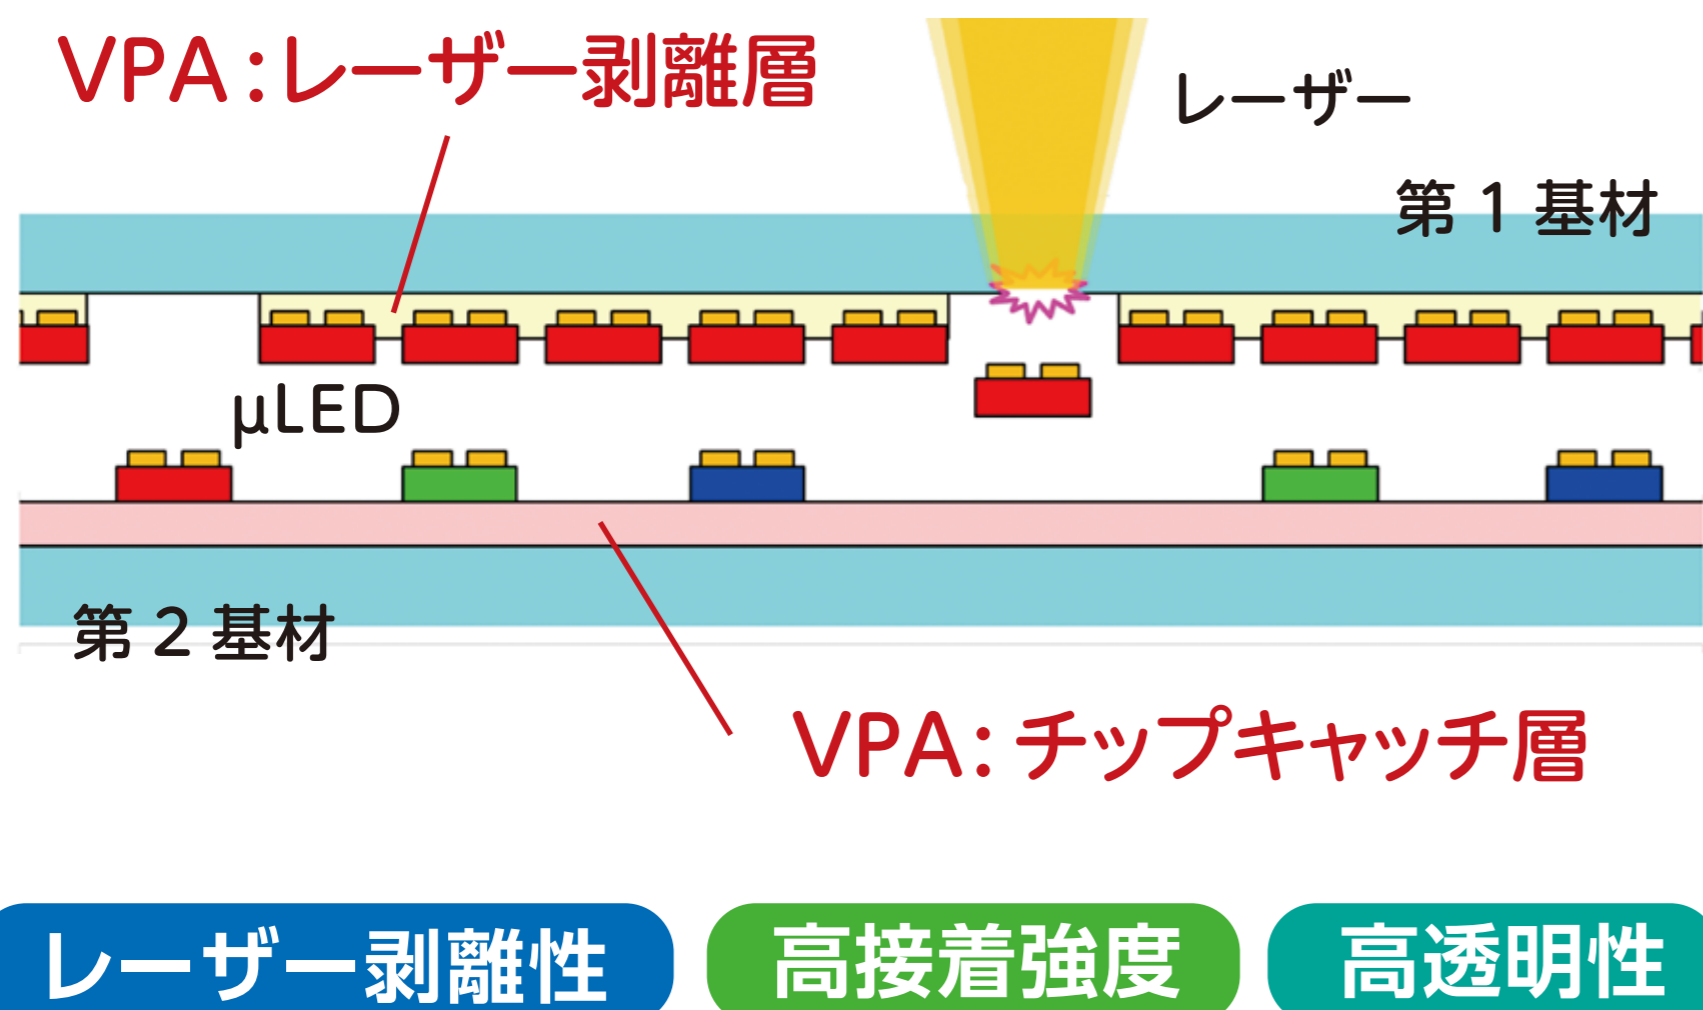 VPA:レーザー剥離層
レーザー
第1基材
μLED
第2基材
VPA:チップキャッチ層
レーザー剥離性
高接着強度
高透明性